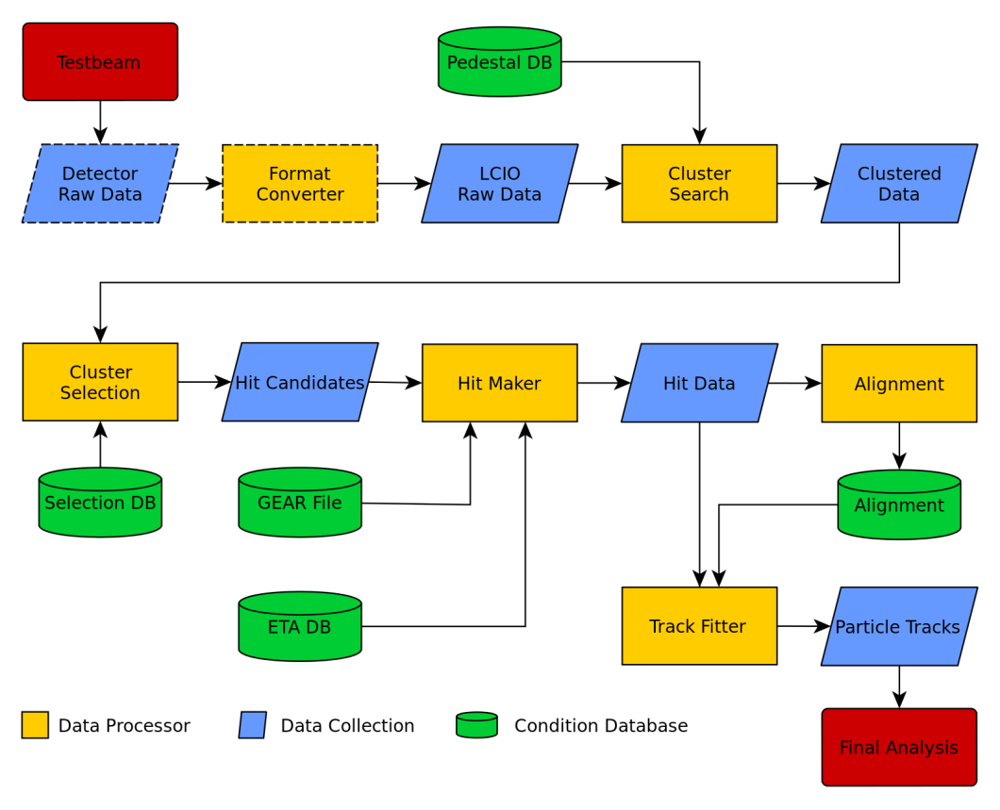 Testbeam
Pedestal DB
Detector
Raw Data
Format
Converter
LCIO
Raw Data
Cluster
Search
Clustered
Data
Cluster
Selection
Hit Candidates
Hit Maker
Hit Data
Alignment
Selection DB
GEAR File
Alignment
ETA DB
Track Fitter
Particle Tracks
Data Processor
Data Collection
Condition Database
Final Analysis